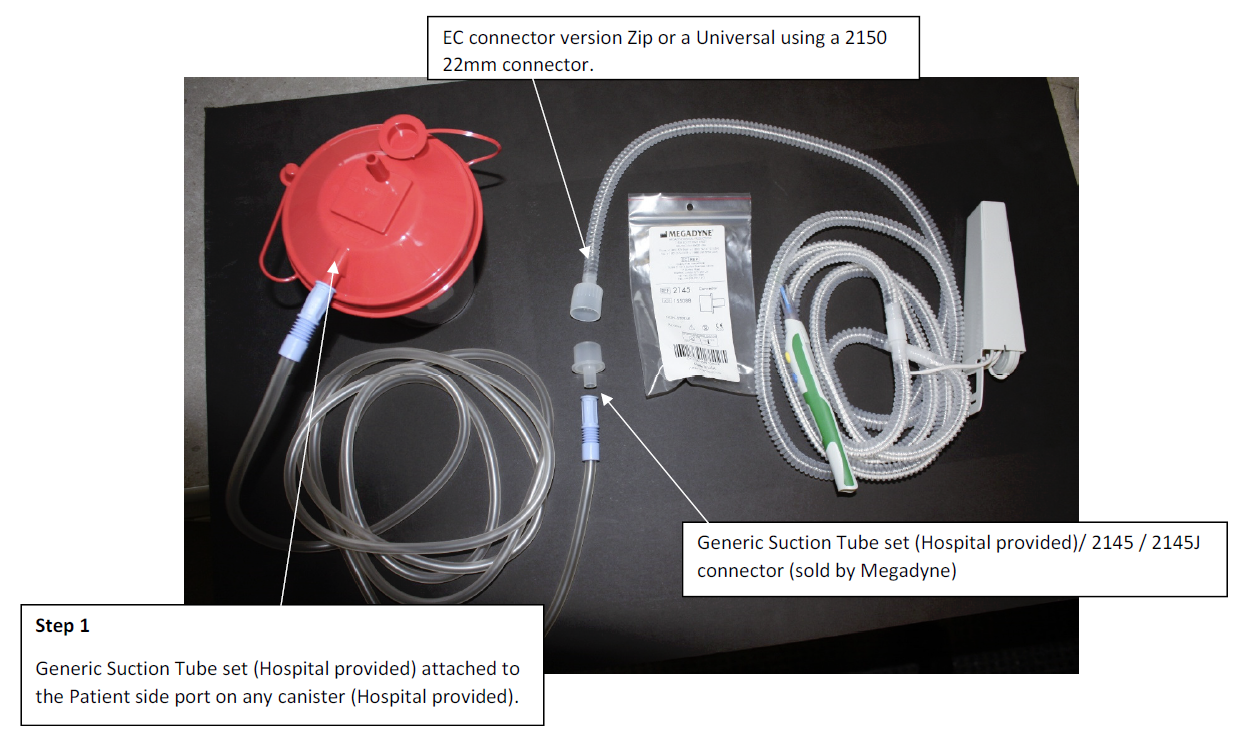 EC connector version Zip or a Universal using a 2150
22mm connector.
MEGADYNE
REF 2145 Connector
Generic Suction Tube set (Hospital provided)/ 2145 / 2145J
connector (sold by Megadyne)
Step 1
Generic Suction Tube set (Hospital provided) attached to
the Patient side port on any canister (Hospital provided).